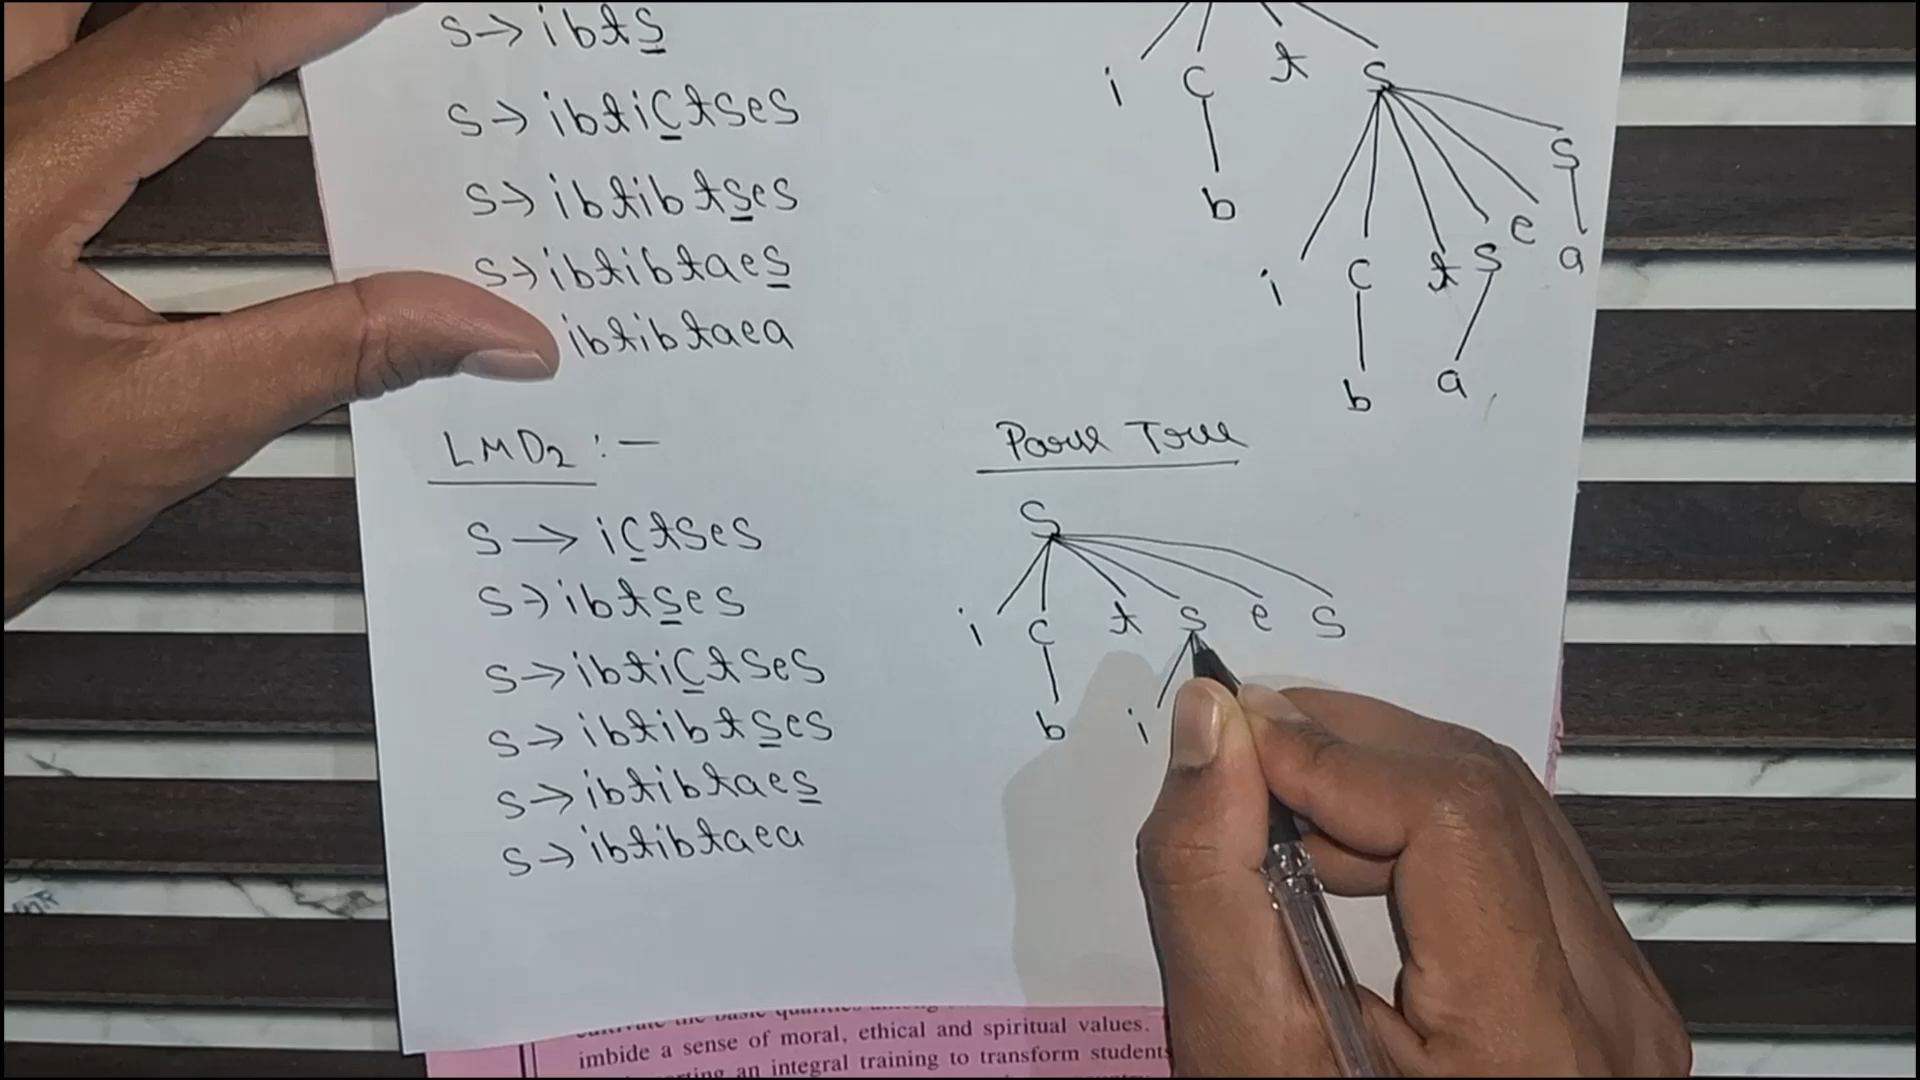 S → ibtS
S → ibtiCtSeS
S → ibtibtSeS
S → ibtibtaeS
ibtibtaea
i C t S
b
S
i C t S e a
b a
LMD2 :—
S → iCtSeS
S → ibtSeS
S → ibtiCtSeS
S → ibtibtSeS
S → ibtibtaeS
S → ibtibtaea
Parse Tree
S
i C t S e S
b i
imbide a sense of moral, ethical and spiritual values.
an integral training to transform students